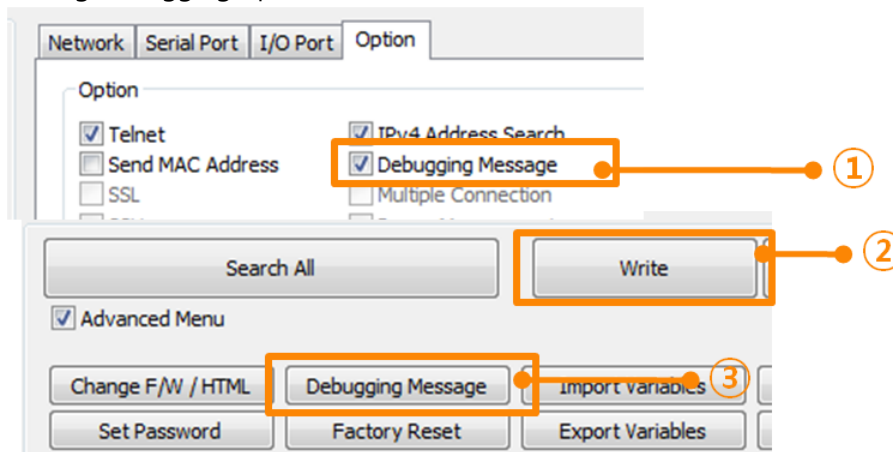 Network Serial Port I/O Port Option
Option
Telnet IPv4 Address Search
Send MAC Address Debugging Message ①
SSL Multiple Connection
Search All Write ②
Advanced Menu
Change F/W / HTML Debugging Message Import Variables ③
Set Password Factory Reset Export Variables